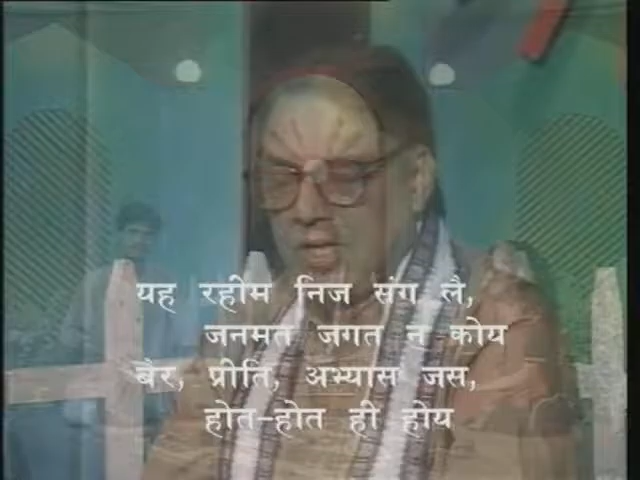 यह रहीम निज संग लै,
जनमत जगत न कोय
बैर, प्रीति, अभ्यास जस,
होत-होत ही होय